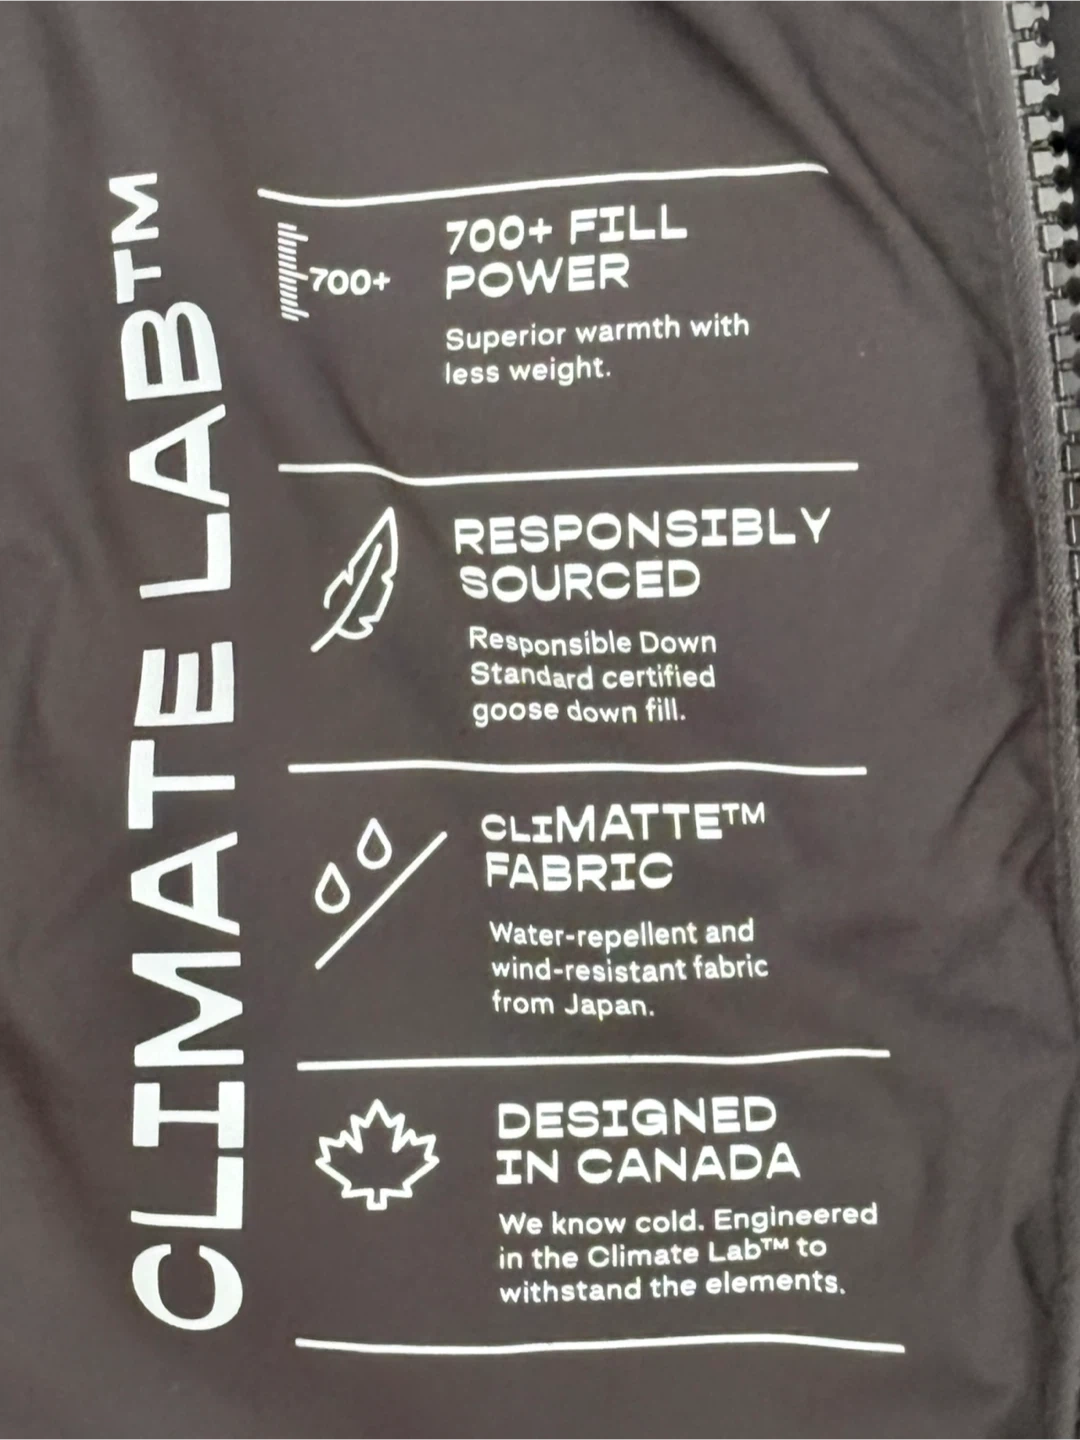 CLIMATE LAB™
700+
700+ FILL
POWER
Superior warmth with
less weight.
RESPONSIBLY
SOURCED
Responsible Down
Standard certified
goose down fill.
CLIMATTE™
FABRIC
Water-repellent and
wind-resistant fabric
from Japan.
DESIGNED
IN CANADA
We know cold. Engineered
in the Climate Lab™ to
withstand the elements.